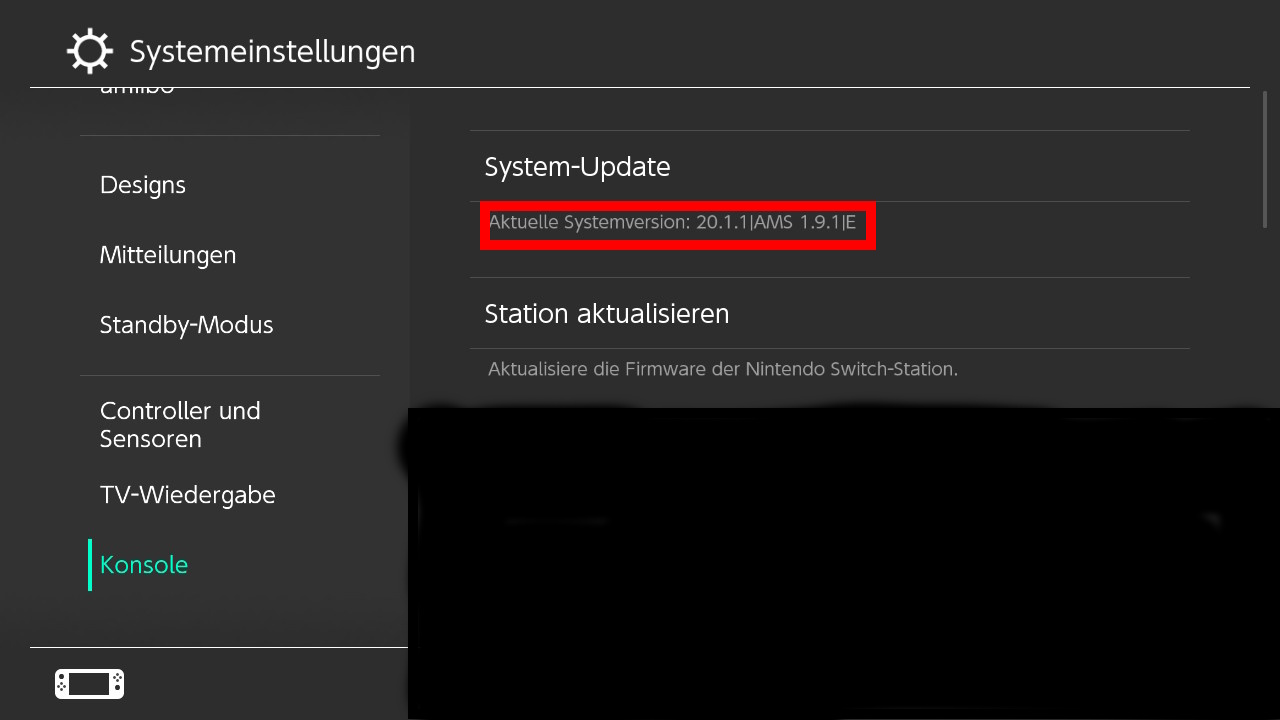 Systemeinstellungen
amiibo
Designs
Mitteilungen
Standby-Modus
Controller und
Sensoren
TV-Wiedergabe
Konsole
System-Update
Aktuelle Systemversion: 20.1.1|AMS 1.9.1|E
Station aktualisieren
Aktualisiere die Firmware der Nintendo Switch-Station.